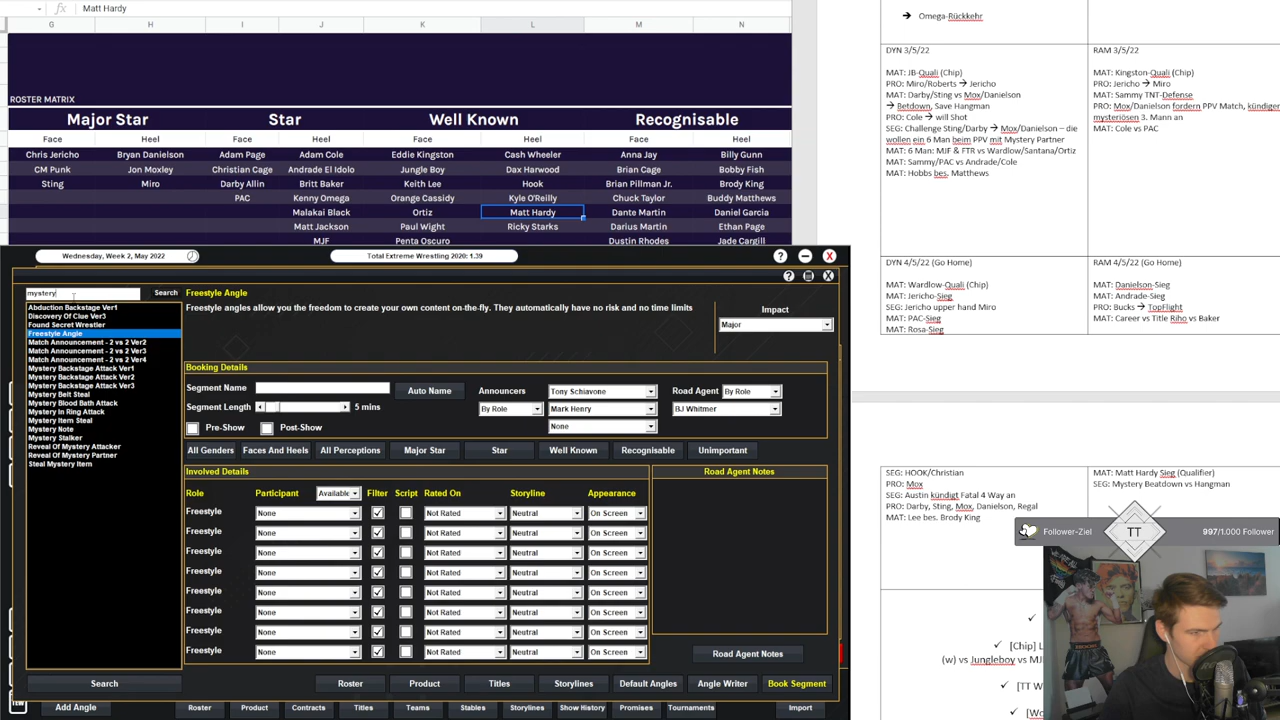 fx Matt Hardy
G H I J K L M N
ROSTER MATRIX
Major Star Star Well Known Recognisable
Face Heel Face Heel Face Heel Face Heel
Chris Jericho Bryan Danielson Adam Page Adam Cole Eddie Kingston Cash Wheeler Anna Jay Billy Gunn
CM Punk Jon Moxley Christian Cage Andrade El Idolo Jungle Boy Dax Harwood Brian Cage Bobby Fish
Sting Miro Darby Allin Britt Baker Keith Lee Hook Brian Pillman Jr. Brody King
PAC Kenny Omega Orange Cassidy Kyle O'Reilly Chuck Taylor Buddy Matthews
Malakai Black Ortiz Matt Hardy Dante Martin Daniel Garcia
Matt Jackson Paul Wight Ricky Starks Darius Martin Ethan Page
MJF Penta Oscuro Dustin Rhodes Jade Cargill
➔ Omega-Rückkehr
DYN 3/5/22
MAT: JB-Quali (Chip)
PRO: Miro/Roberts → Jericho
MAT: Darby/Sting vs Mox/Danielson
→ Betdown, Save Hangman
PRO: Cole → will Shot
SEG: Challenge Sting/Darby → Mox/Danielson – die
wollen ein 6 Man beim PPV mit Mystery Partner
MAT: 6 Man: MJF & FTR vs Wardlow/Santana/Ortiz
MAT: Sammy/PAC vs Andrade/Cole
MAT: Hobbs bes. Matthews
RAM 3/5/22
MAT: Kingston-Quali (Chip)
PRO: Jericho → Miro
MAT: Sammy TNT-Defense
PRO: Mox/Danielson fordern PPV Match, kündigen
mysteriösen 3. Mann an
MAT: Cole vs PAC
DYN 4/5/22 (Go Home)
MAT: Wardlow-Quali (Chip)
MAT: Jericho-Sieg
SEG: Jericho upper hand Miro
MAT: PAC-Sieg
MAT: Rosa-Sieg
RAM 4/5/22 (Go Home)
MAT: Danielson-Sieg
MAT: Andrade-Sieg
PRO: Bucks → TopFlight
MAT: Career vs Title Riho vs Baker
SEG: HOOK/Christian
PRO: Mox
SEG: Austin kündigt Fatal 4 Way an
PRO: Darby, Sting, Mox, Danielson, Regal
MAT: Lee bes. Brody King
MAT: Matt Hardy Sieg (Qualifier)
SEG: Mystery Beatdown vs Hangman
Follower-Ziel TT 997/1.000 Follower
✓
✓ [Chip] L
(w) vs Jungleboy vs MJ
✓ [TT W
✓ [Wo
Wednesday, Week 2, May 2022 Total Extreme Wrestling 2020: 1.39 ? X
? X
mystery Search
Abduction Backstage Ver1
Discovery Of Clue Ver3
Found Secret Wrestler
Freestyle Angle
Match Announcement - 2 vs 2 Ver2
Match Announcement - 2 vs 2 Ver3
Match Announcement - 2 vs 2 Ver4
Mystery Backstage Attack Ver1
Mystery Backstage Attack Ver2
Mystery Backstage Attack Ver3
Mystery Belt Steal
Mystery Blood Bath Attack
Mystery In Ring Attack
Mystery Item Steal
Mystery Note
Mystery Stalker
Reveal Of Mystery Attacker
Reveal Of Mystery Partner
Steal Mystery Item
Search
Freestyle Angle
Freestyle angles allow you the freedom to create your own content on-the-fly. They automatically have no risk and no time limits
Impact
Major
Booking Details
Segment Name Auto Name Announcers Tony Schiavone Road Agent By Role
Segment Length 5 mins By Role Mark Henry BJ Whitmer
Pre-Show Post-Show None
All Genders Faces And Heels All Perceptions Major Star Star Well Known Recognisable Unimportant
Involved Details Road Agent Notes
Role Participant Available Filter Script Rated On Storyline Appearance
Freestyle None Not Rated Neutral On Screen
Freestyle None Not Rated Neutral On Screen
Freestyle None Not Rated Neutral On Screen
Freestyle None Not Rated Neutral On Screen
Freestyle None Not Rated Neutral On Screen
Freestyle None Not Rated Neutral On Screen
Freestyle None Not Rated Neutral On Screen
Freestyle None Not Rated Neutral On Screen
Road Agent Notes
Roster Product Titles Storylines Default Angles Angle Writer Book Segment
Add Angle Roster Product Contracts Titles Teams Stables Storylines Show History Promises Tournaments Import